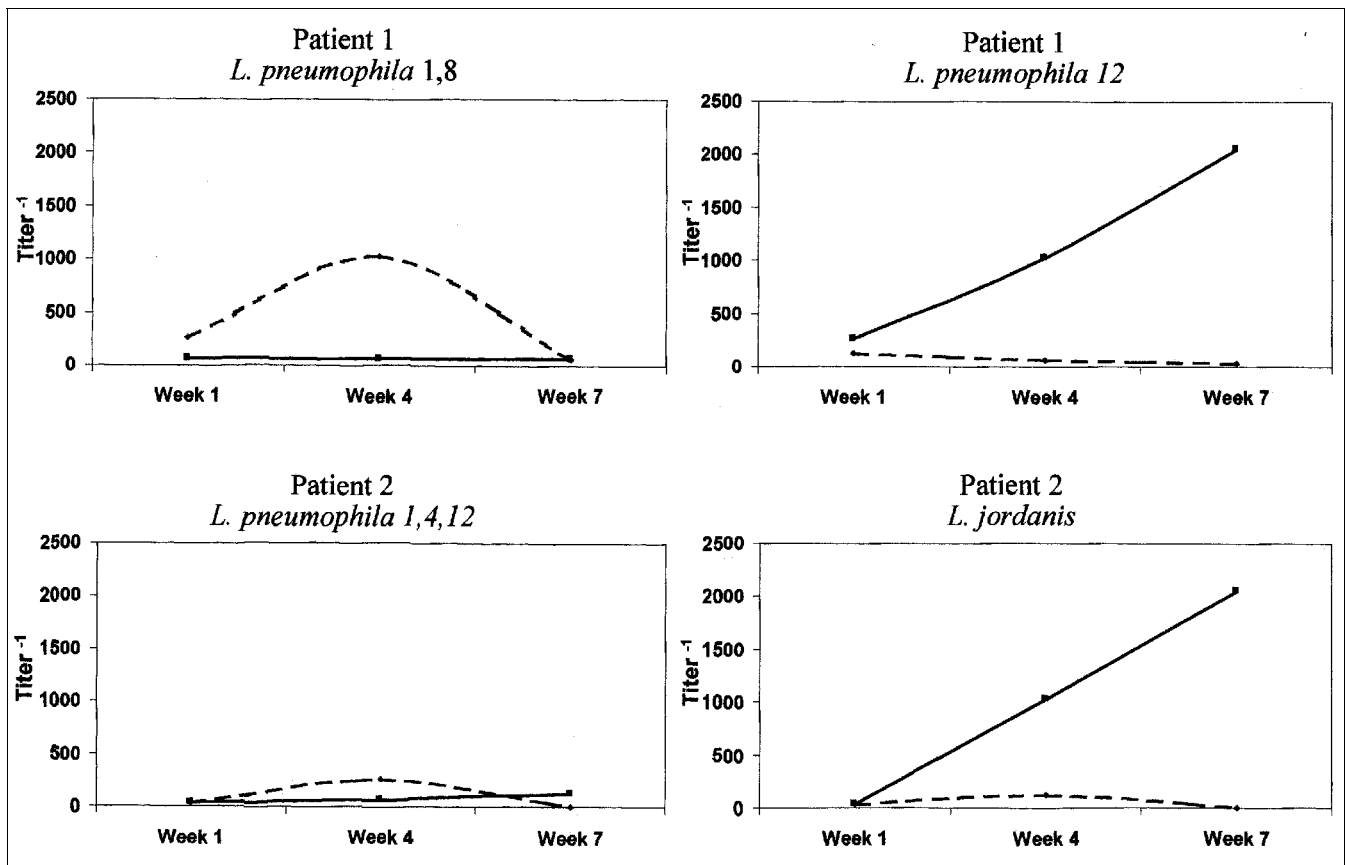 Patient 1
L. pneumophila 1,8
2500
2000
1500
1000
500
0
Titer -1
Week 1 Week 4 Week 7
Patient 1
L. pneumophila 12
2500
2000
1500
1000
500
0
Titer -1
Week 1 Week 4 Week 7
Patient 2
L. pneumophila 1,4,12
2500
2000
1500
1000
500
0
Titer -1
Week 1 Week 4 Week 7
Patient 2
L. jordanis
2500
2000
1500
1000
500
0
Titer -1
Week 1 Week 4 Week 7